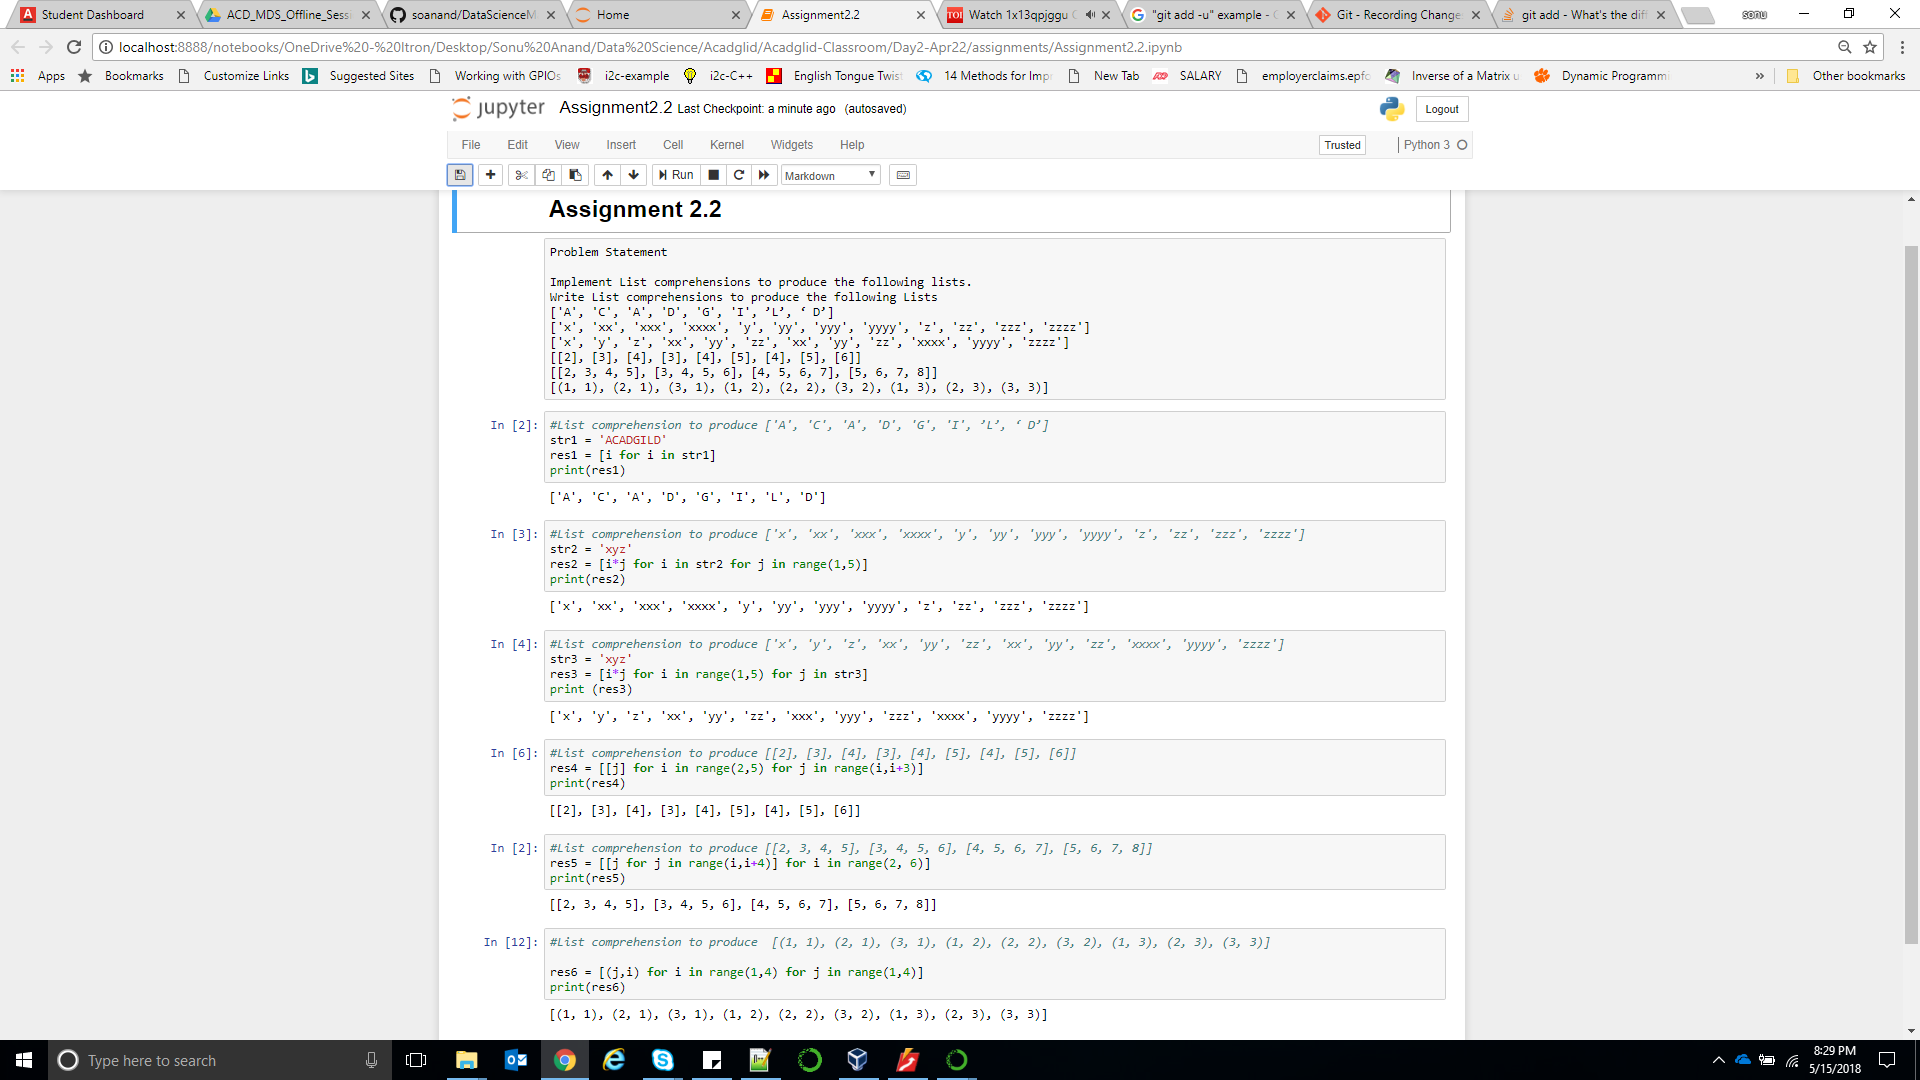 Student Dashboard
ACD_MDS_Offline_Sessi
soanand/DataScienceM
Home
Assignment2.2
TOI Watch 1x13qpjggu
"git add -u" example -
Git - Recording Change
git add - What's the dif
sonu
localhost:8888/notebooks/OneDrive%20-%20Itron/Desktop/Sonu%20Anand/Data%20Science/Acadglid/Acadglid-Classroom/Day2-Apr22/assignments/Assignment2.2.ipynb
Apps Bookmarks Customize Links Suggested Sites Working with GPIOs i2c-example i2c-C++ English Tongue Twist 14 Methods for Impr New Tab SALARY employerclaims.epfc Inverse of a Matrix u Dynamic Programmi » Other bookmarks
jupyter Assignment2.2 Last Checkpoint: a minute ago (autosaved)
Logout
File Edit View Insert Cell Kernel Widgets Help
Trusted
Python 3
Run
Markdown
Assignment 2.2
Problem Statement
Implement List comprehensions to produce the following lists.
Write List comprehensions to produce the following Lists
['A', 'C', 'A', 'D', 'G', 'I', ’L’, ‘ D’]
['x', 'xx', 'xxx', 'xxxx', 'y', 'yy', 'yyy', 'yyyy', 'z', 'zz', 'zzz', 'zzzz']
['x', 'y', 'z', 'xx', 'yy', 'zz', 'xx', 'yy', 'zz', 'xxxx', 'yyyy', 'zzzz']
[[2], [3], [4], [3], [4], [5], [4], [5], [6]]
[[2, 3, 4, 5], [3, 4, 5, 6], [4, 5, 6, 7], [5, 6, 7, 8]]
[(1, 1), (2, 1), (3, 1), (1, 2), (2, 2), (3, 2), (1, 3), (2, 3), (3, 3)]
In [2]: #List comprehension to produce ['A', 'C', 'A', 'D', 'G', 'I', ’L’, ‘ D’]
str1 = 'ACADGILD'
res1 = [i for i in str1]
print(res1)
['A', 'C', 'A', 'D', 'G', 'I', 'L', 'D']
In [3]: #List comprehension to produce ['x', 'xx', 'xxx', 'xxxx', 'y', 'yy', 'yyy', 'yyyy', 'z', 'zz', 'zzz', 'zzzz']
str2 = 'xyz'
res2 = [i*j for i in str2 for j in range(1,5)]
print(res2)
['x', 'xx', 'xxx', 'xxxx', 'y', 'yy', 'yyy', 'yyyy', 'z', 'zz', 'zzz', 'zzzz']
In [4]: #List comprehension to produce ['x', 'y', 'z', 'xx', 'yy', 'zz', 'xx', 'yy', 'zz', 'xxxx', 'yyyy', 'zzzz']
str3 = 'xyz'
res3 = [i*j for i in range(1,5) for j in str3]
print (res3)
['x', 'y', 'z', 'xx', 'yy', 'zz', 'xxx', 'yyy', 'zzz', 'xxxx', 'yyyy', 'zzzz']
In [6]: #List comprehension to produce [[2], [3], [4], [3], [4], [5], [4], [5], [6]]
res4 = [[j] for i in range(2,5) for j in range(i,i+3)]
print(res4)
[[2], [3], [4], [3], [4], [5], [4], [5], [6]]
In [2]: #List comprehension to produce [[2, 3, 4, 5], [3, 4, 5, 6], [4, 5, 6, 7], [5, 6, 7, 8]]
res5 = [[j for j in range(i,i+4)] for i in range(2, 6)]
print(res5)
[[2, 3, 4, 5], [3, 4, 5, 6], [4, 5, 6, 7], [5, 6, 7, 8]]
In [12]: #List comprehension to produce  [(1, 1), (2, 1), (3, 1), (1, 2), (2, 2), (3, 2), (1, 3), (2, 3), (3, 3)]
res6 = [(j,i) for i in range(1,4) for j in range(1,4)]
print(res6)
[(1, 1), (2, 1), (3, 1), (1, 2), (2, 2), (3, 2), (1, 3), (2, 3), (3, 3)]
Type here to search
8:29 PM
5/15/2018